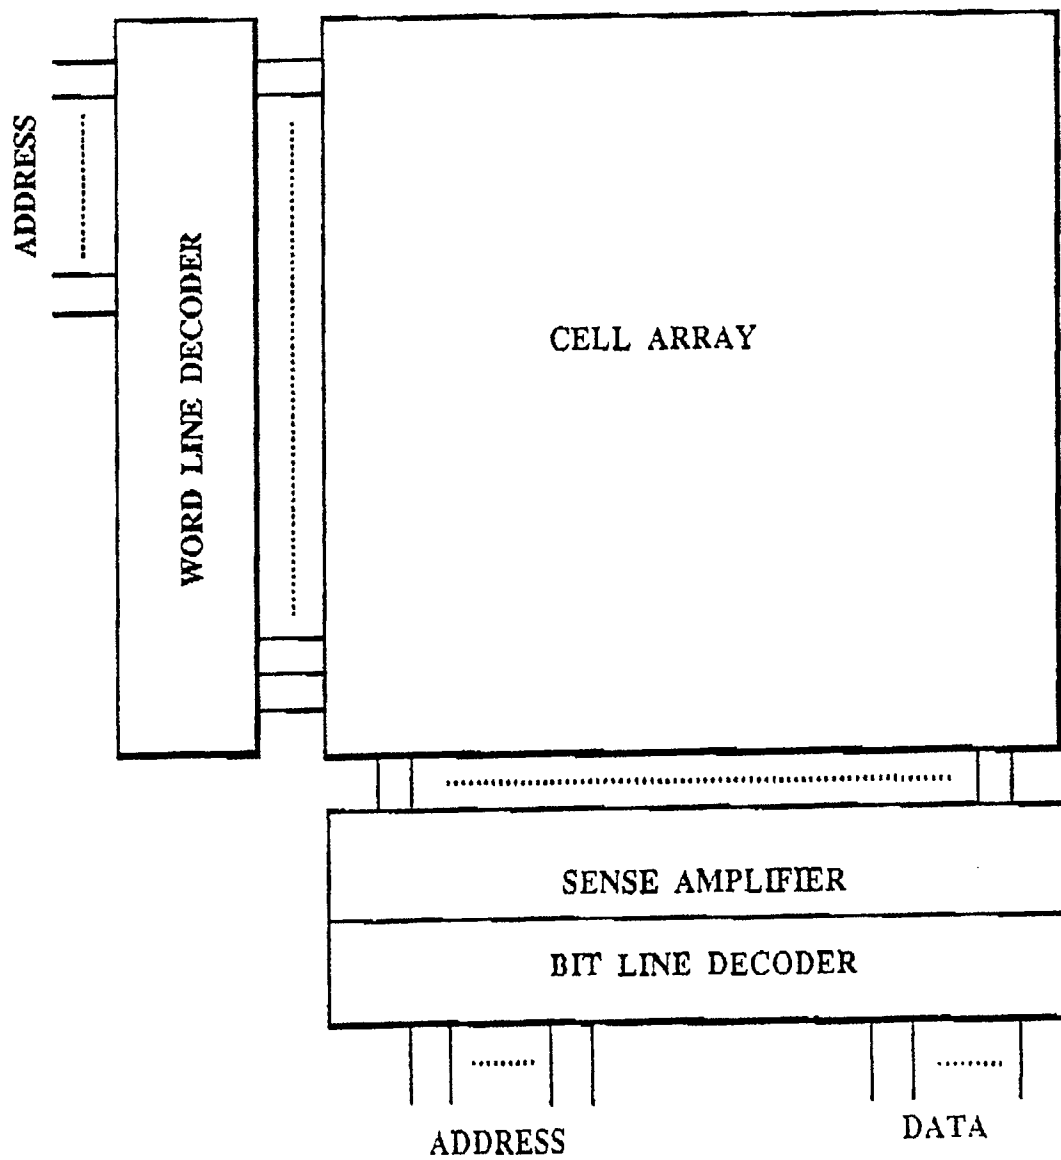 ADDRESS
WORD LINE DECODER
CELL ARRAY
SENSE AMPLIFIER
BIT LINE DECODER
ADDRESS
DATA